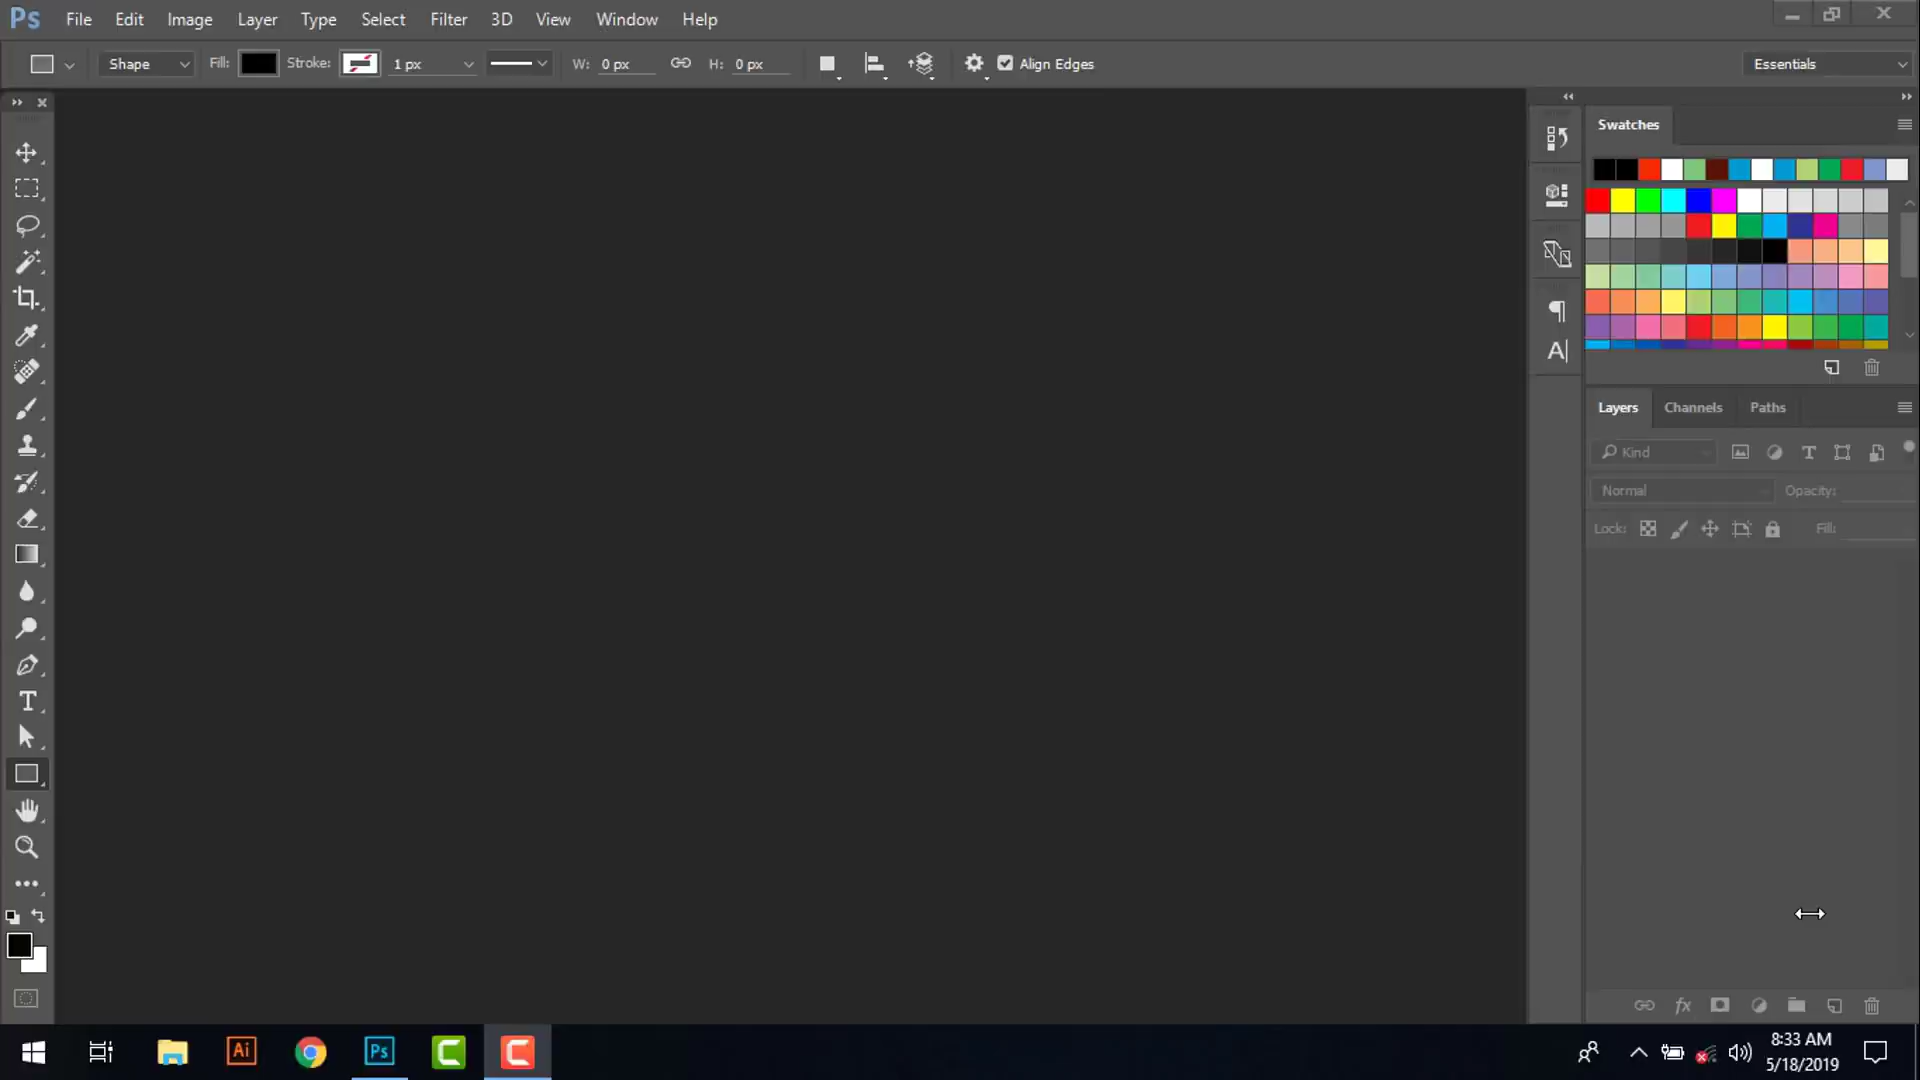 Ps File Edit Image Layer Type Select Filter 3D View Window Help
Shape Fill: Stroke: 1 px W: 0 px H: 0 px Align Edges Essentials
Swatches
Layers Channels Paths
Kind
Normal Opacity:
Lock: Fill:
Ai Ps
8:33 AM
5/18/2019